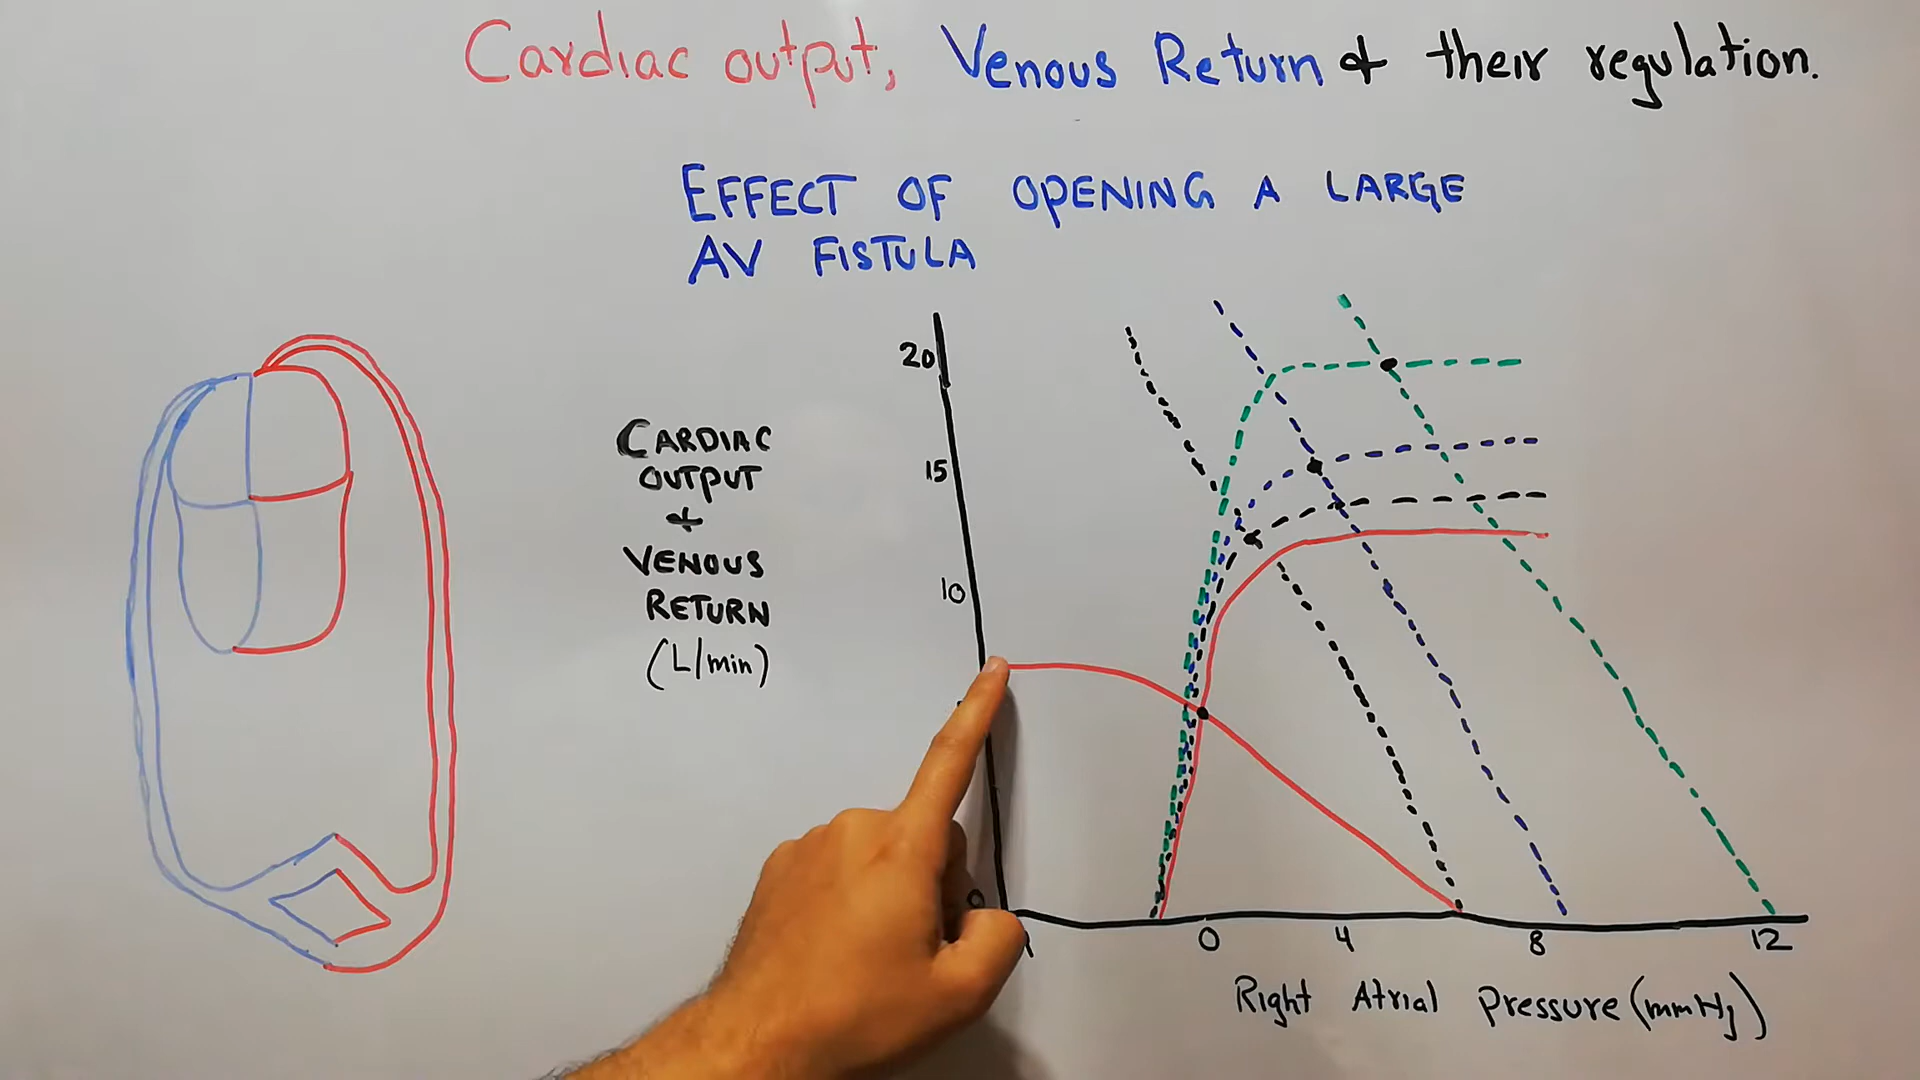 Cardiac output, Venous Return & their regulation.
EFFECT OF OPENING A LARGE
AV FISTULA
CARDIAC
OUTPUT
&
VENOUS
RETURN
(L/min)
20
15
10
0
0 4 8 12
Right Atrial Pressure (mmHg)